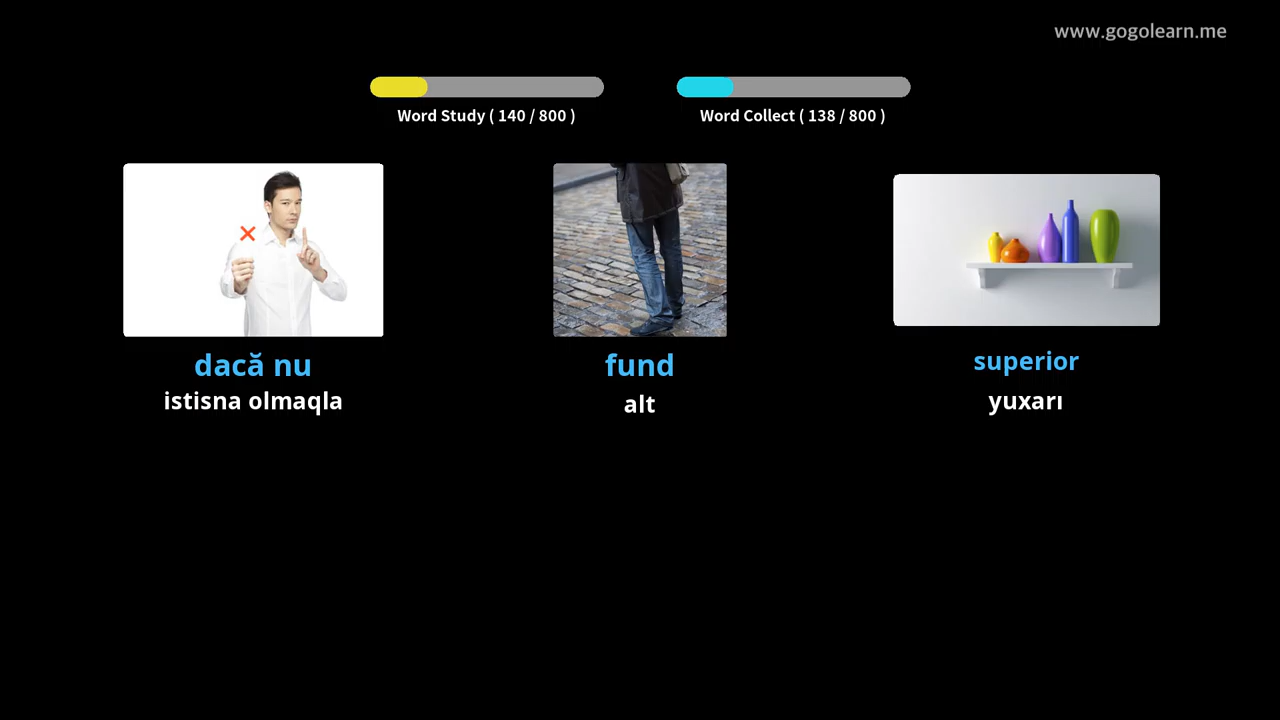 www.gogolearn.me
Word Study ( 140 / 800 )
Word Collect ( 138 / 800 )
dacă nu
istisna olmaqla
fund
alt
superior
yuxarı